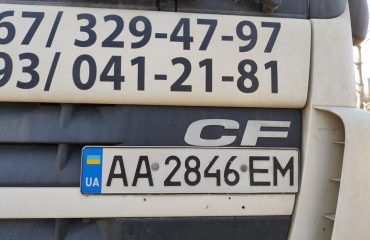 67/ 329-47-97
93/ 041-21-81
CF
UA AA 2846 EM